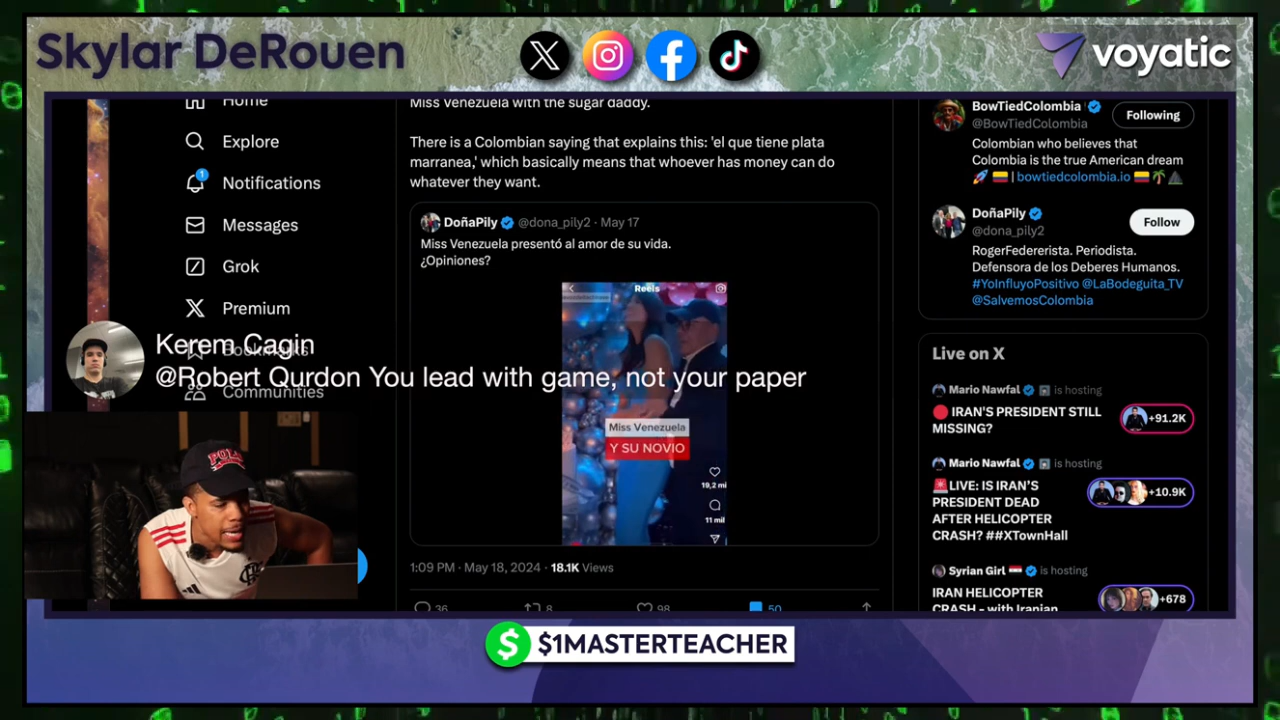 Skylar DeRouen
voyatic
Home
Explore
1
Notifications
Messages
Grok
Premium
Bookmarks
Communities
Miss Venezuela with the sugar daddy.
There is a Colombian saying that explains this: 'el que tiene plata
marranea,' which basically means that whoever has money can do
whatever they want.
DoñaPily @dona_pily2 · May 17
Miss Venezuela presentó al amor de su vida.
¿Opiniones?
Reels
Miss Venezuela
Y SU NOVIO
19,2 mi
11 mil
1:09 PM · May 18, 2024 · 18.1K Views
36
8
98
50
Kerem Cagin
@Robert Qurdon You lead with game, not your paper
BowTiedColombia
@BowTiedColombia
Following
Colombian who believes that
Colombia is the true American dream
🚀 🇨🇴 | bowtiedcolombia.io 🇨🇴🌴⛰
DoñaPily
@dona_pily2
Follow
RogerFedererista. Periodista.
Defensora de los Deberes Humanos.
#YoInfluyoPositivo @LaBodeguita_TV
@SalvemosColombia
Live on X
Mario Nawfal is hosting
🔴 IRAN'S PRESIDENT STILL
MISSING?
+91.2K
Mario Nawfal is hosting
🚨LIVE: IS IRAN'S
PRESIDENT DEAD
AFTER HELICOPTER
CRASH? ##XTownHall
+10.9K
Syrian Girl 🇸🇾 is hosting
IRAN HELICOPTER
CRASH - with Iranian
+678
POLO
$1MASTERTEACHER